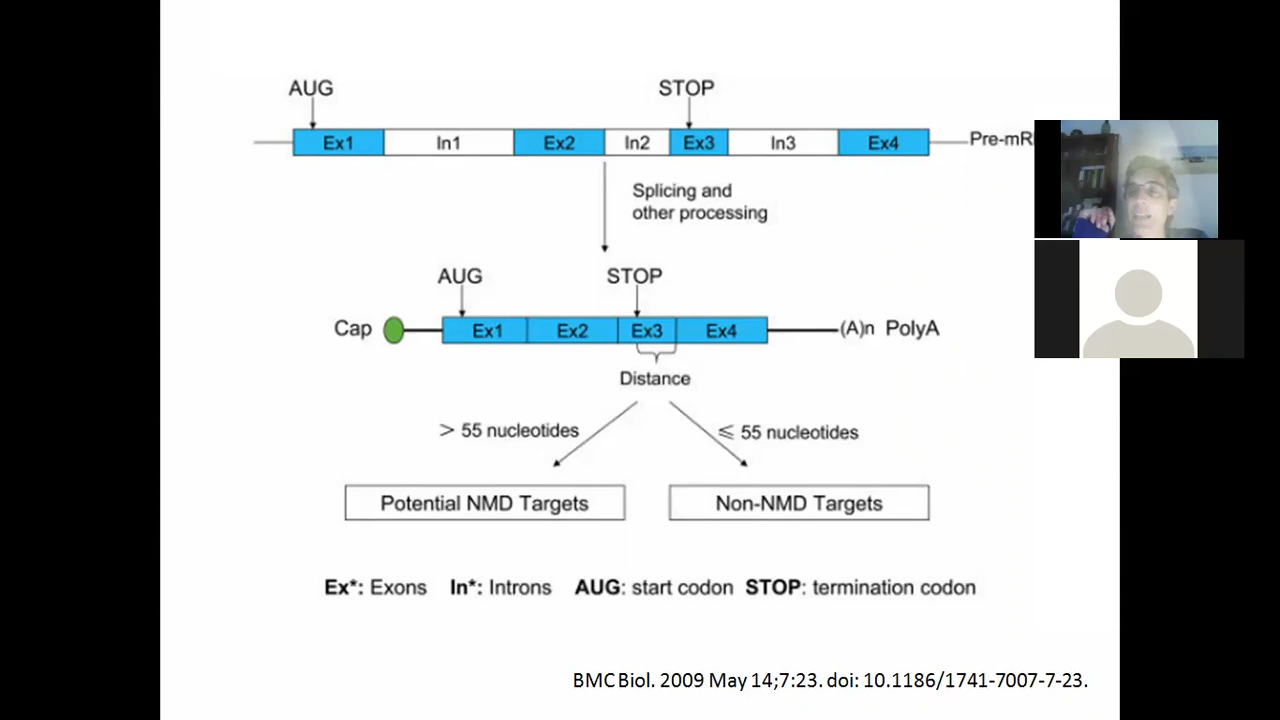 AUG STOP
Ex1 In1 Ex2 In2 Ex3 In3 Ex4 Pre-mR
Splicing and
other processing
AUG STOP
Cap Ex1 Ex2 Ex3 Ex4 (A)n PolyA
Distance
> 55 nucleotides ≤ 55 nucleotides
Potential NMD Targets Non-NMD Targets
Ex*: Exons In*: Introns AUG: start codon STOP: termination codon
BMC Biol. 2009 May 14;7:23. doi: 10.1186/1741-7007-7-23.